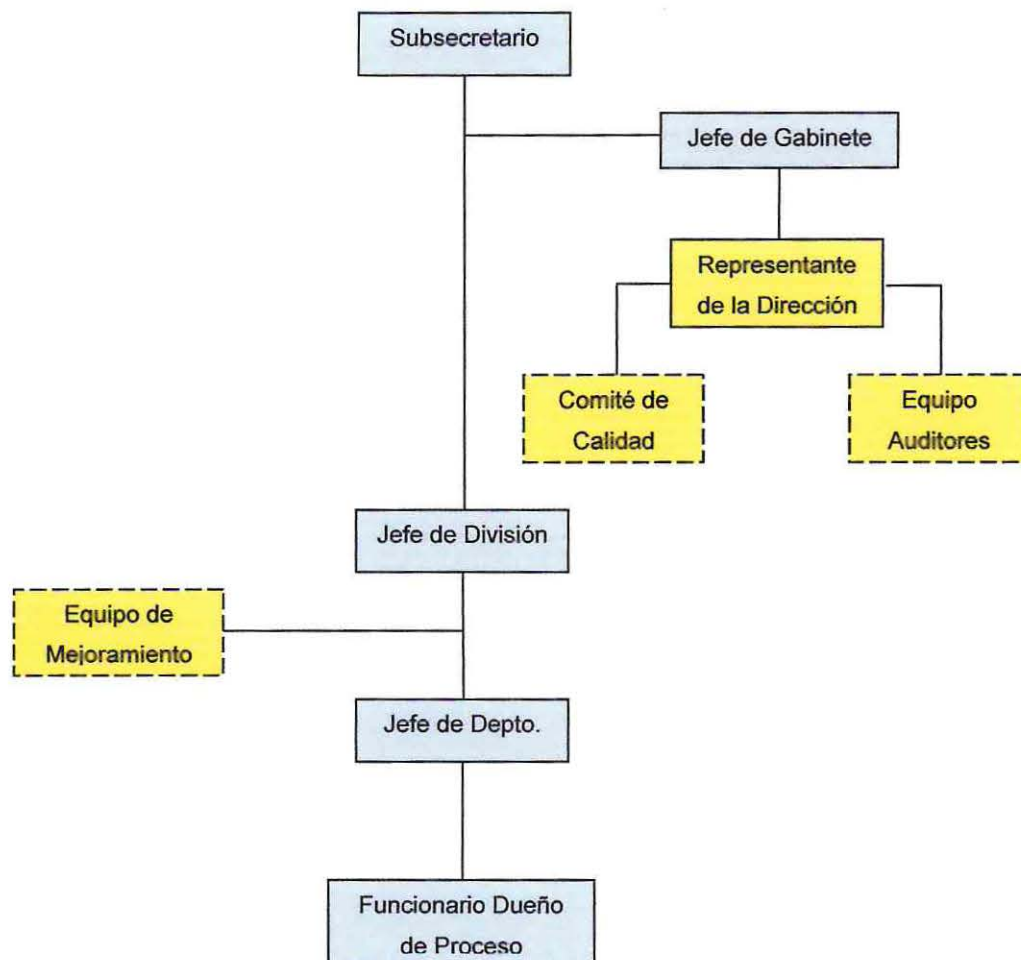 Subsecretario
Jefe de Gabinete
Representante
de la Dirección
Comité de
Calidad
Equipo
Auditores
Jefe de División
Equipo de
Mejoramiento
Jefe de Depto.
Funcionario Dueño
de Proceso